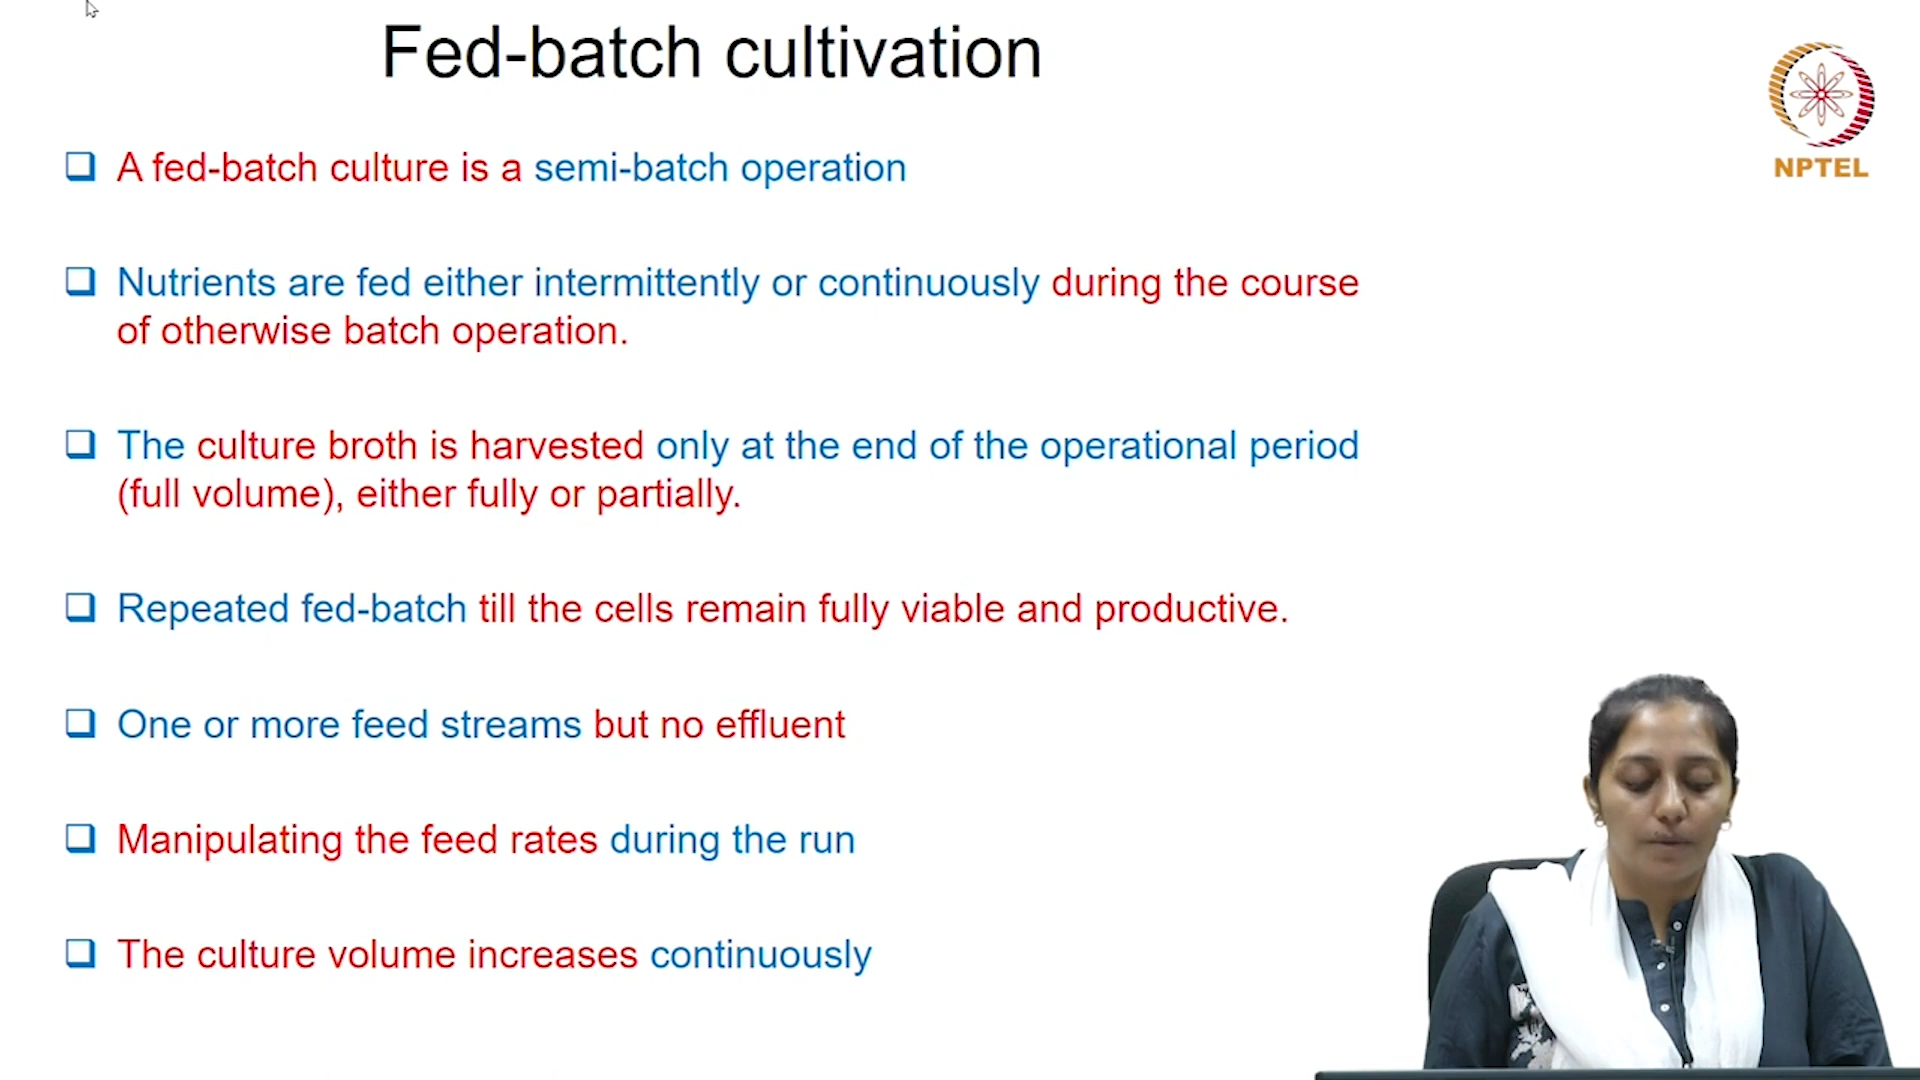 Fed-batch cultivation
NPTEL
A fed-batch culture is a semi-batch operation
Nutrients are fed either intermittently or continuously during the course
of otherwise batch operation.
The culture broth is harvested only at the end of the operational period
(full volume), either fully or partially.
Repeated fed-batch till the cells remain fully viable and productive.
One or more feed streams but no effluent
Manipulating the feed rates during the run
The culture volume increases continuously